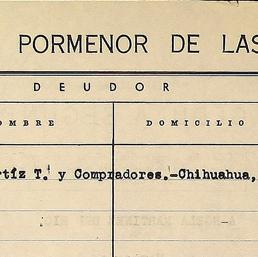 PORMENOR DE LAS
DEUDOR
OMBRE DOMICILIO
rtíz T. y Compradores.-Chihuahua,